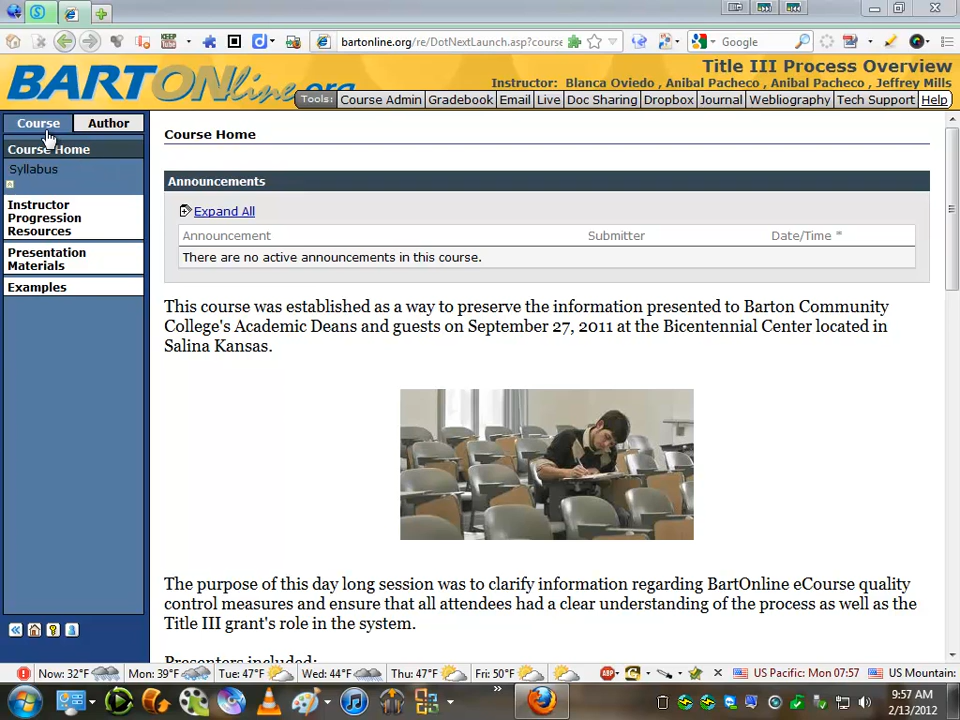 bartonline.org/re/DotNextLaunch.asp?course
Google
BARTONline.org
Title III Process Overview
Instructor: Blanca Oviedo , Anibal Pacheco , Anibal Pacheco , Jeffrey Mills
Tools: Course Admin Gradebook Email Live Doc Sharing Dropbox Journal Webliography Tech Support Help
Course Author
Course Home
Syllabus
Instructor
Progression
Resources
Presentation
Materials
Examples
Course Home
Announcements
Expand All
Announcement Submitter Date/Time *
There are no active announcements in this course.
This course was established as a way to preserve the information presented to Barton Community
College's Academic Deans and guests on September 27, 2011 at the Bicentennial Center located in
Salina Kansas.
The purpose of this day long session was to clarify information regarding BartOnline eCourse quality
control measures and ensure that all attendees had a clear understanding of the process as well as the
Title III grant's role in the system.
Presenters included:
Now: 32°F Mon: 39°F Tue: 47°F Wed: 44°F Thu: 47°F Fri: 50°F ABP US Pacific: Mon 07:57 US Mountain:
9:57 AM
2/13/2012